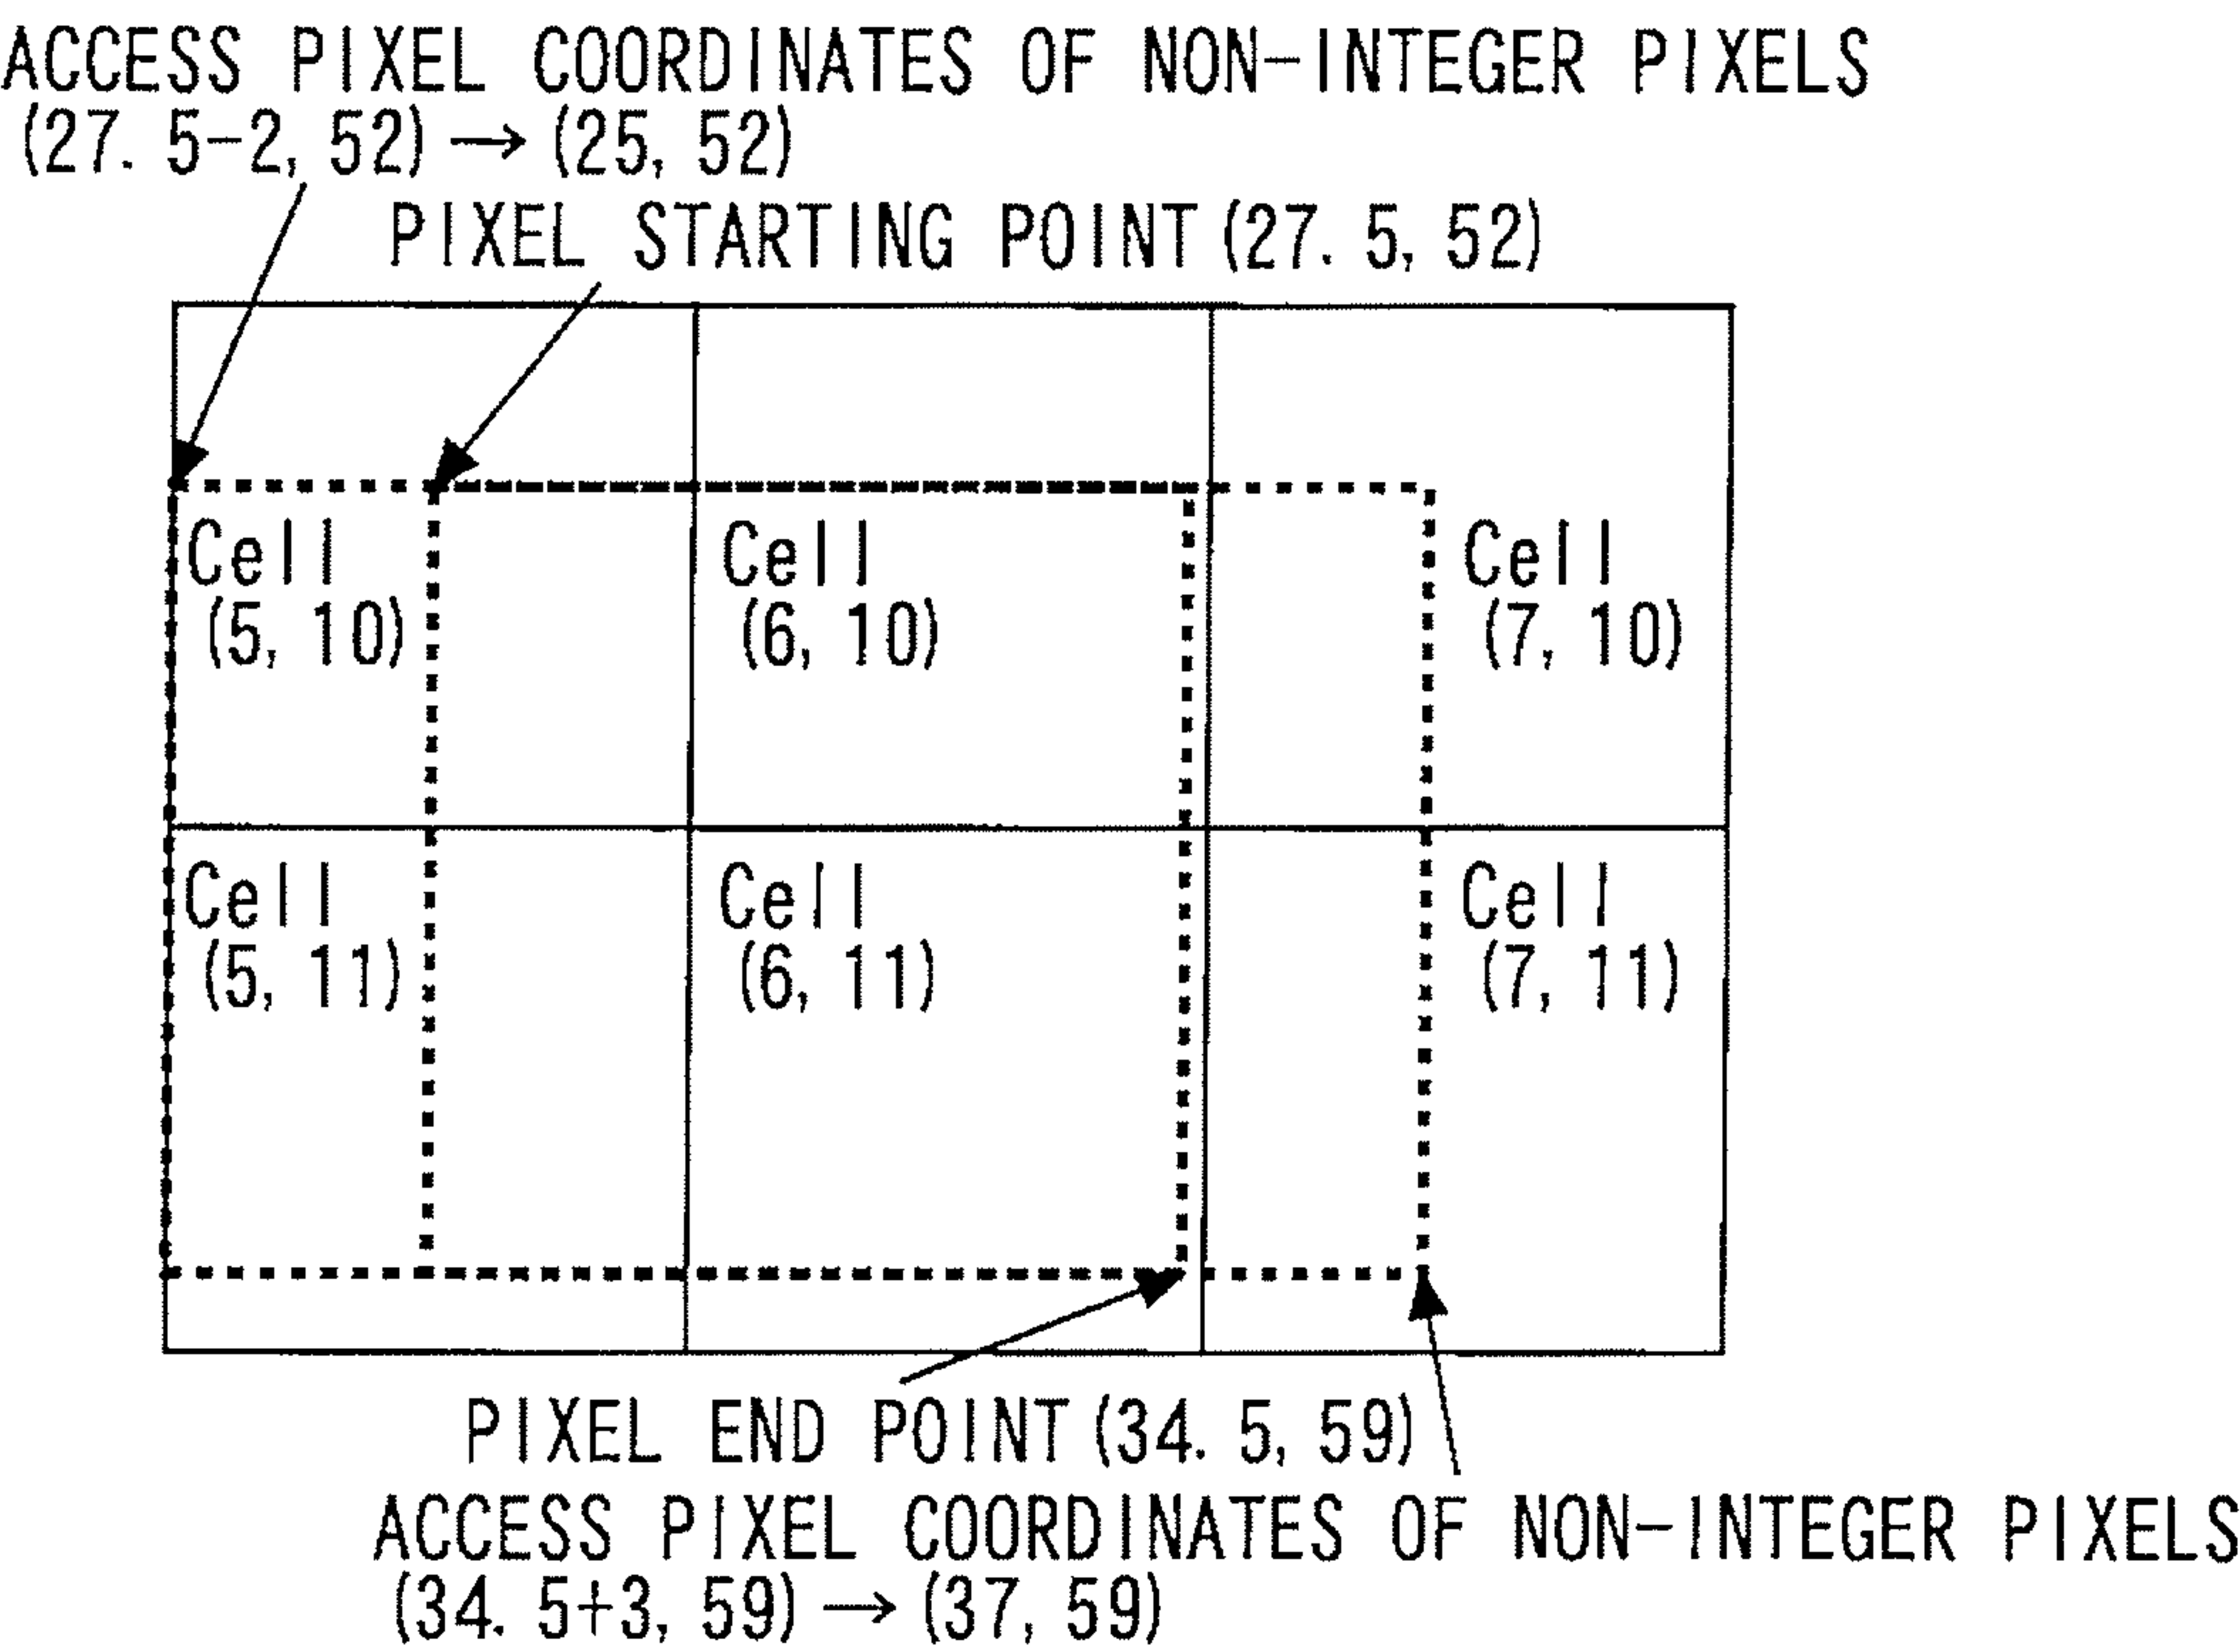 ACCESS PIXEL COORDINATES OF NON-INTEGER PIXELS
(27. 5-2, 52) → (25, 52)
PIXEL STARTING POINT (27. 5, 52)
Cell
(5, 10)
Cell
(6, 10)
Cell
(7, 10)
Cell
(5, 11)
Cell
(6, 11)
Cell
(7, 11)
PIXEL END POINT (34. 5, 59)
ACCESS PIXEL COORDINATES OF NON-INTEGER PIXELS
(34. 5+3, 59) → (37, 59)